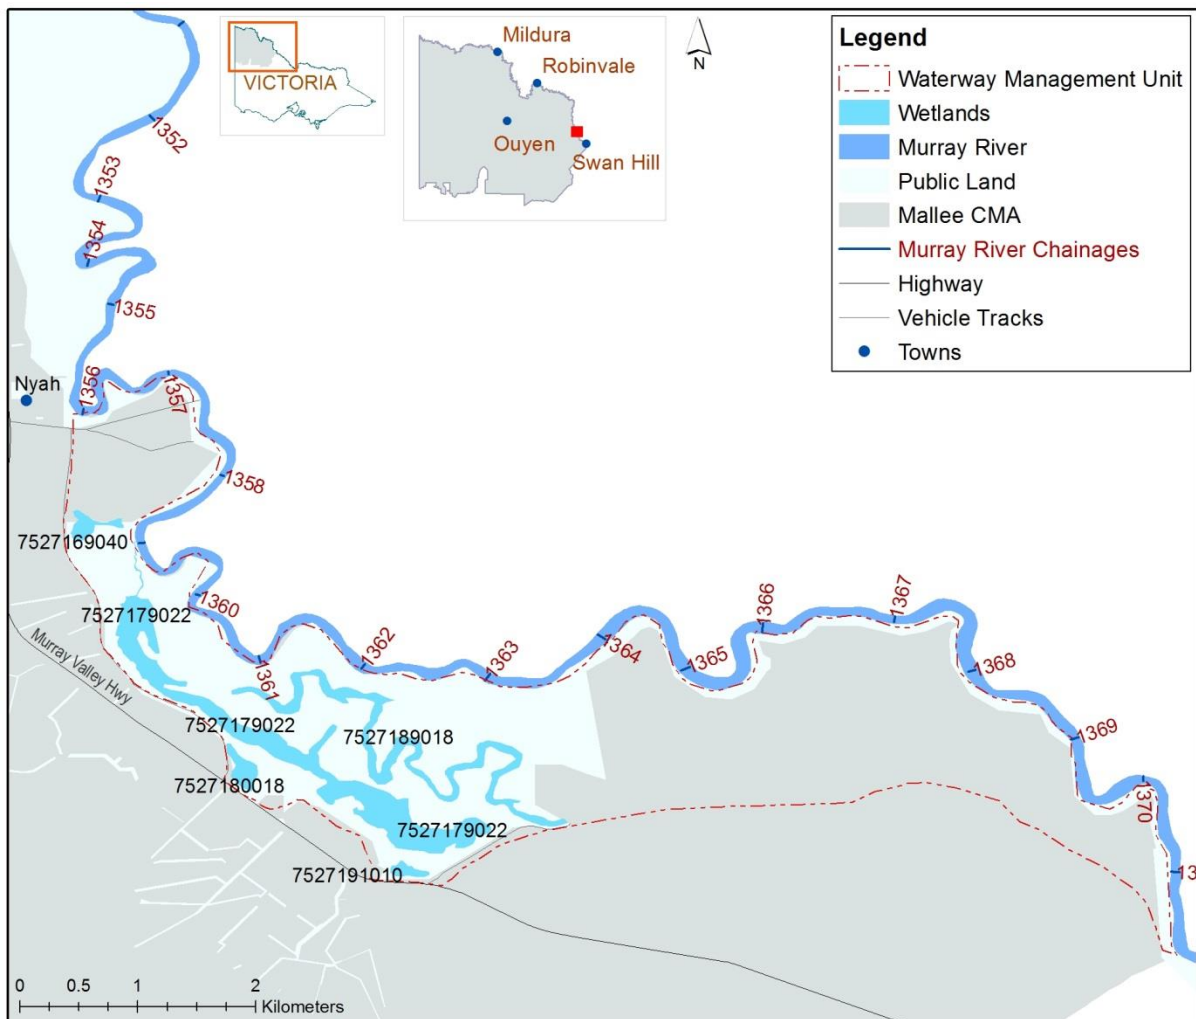 VICTORIA
Mildura
Robinvale
Ouyen
Swan Hill
N
Legend
Waterway Management Unit
Wetlands
Murray River
Public Land
Mallee CMA
Murray River Chainages
Highway
Vehicle Tracks
Towns
1352
1353
1354
1355
Nyah
1356
1357
1358
7527169040
1360
7527179022
1361
1362
1363
1364
1365
1366
1367
1368
1369
1370
13
Murray Valley Hwy
7527179022
7527189018
7527180018
7527179022
7527191010
0 0.5 1 2
Kilometers